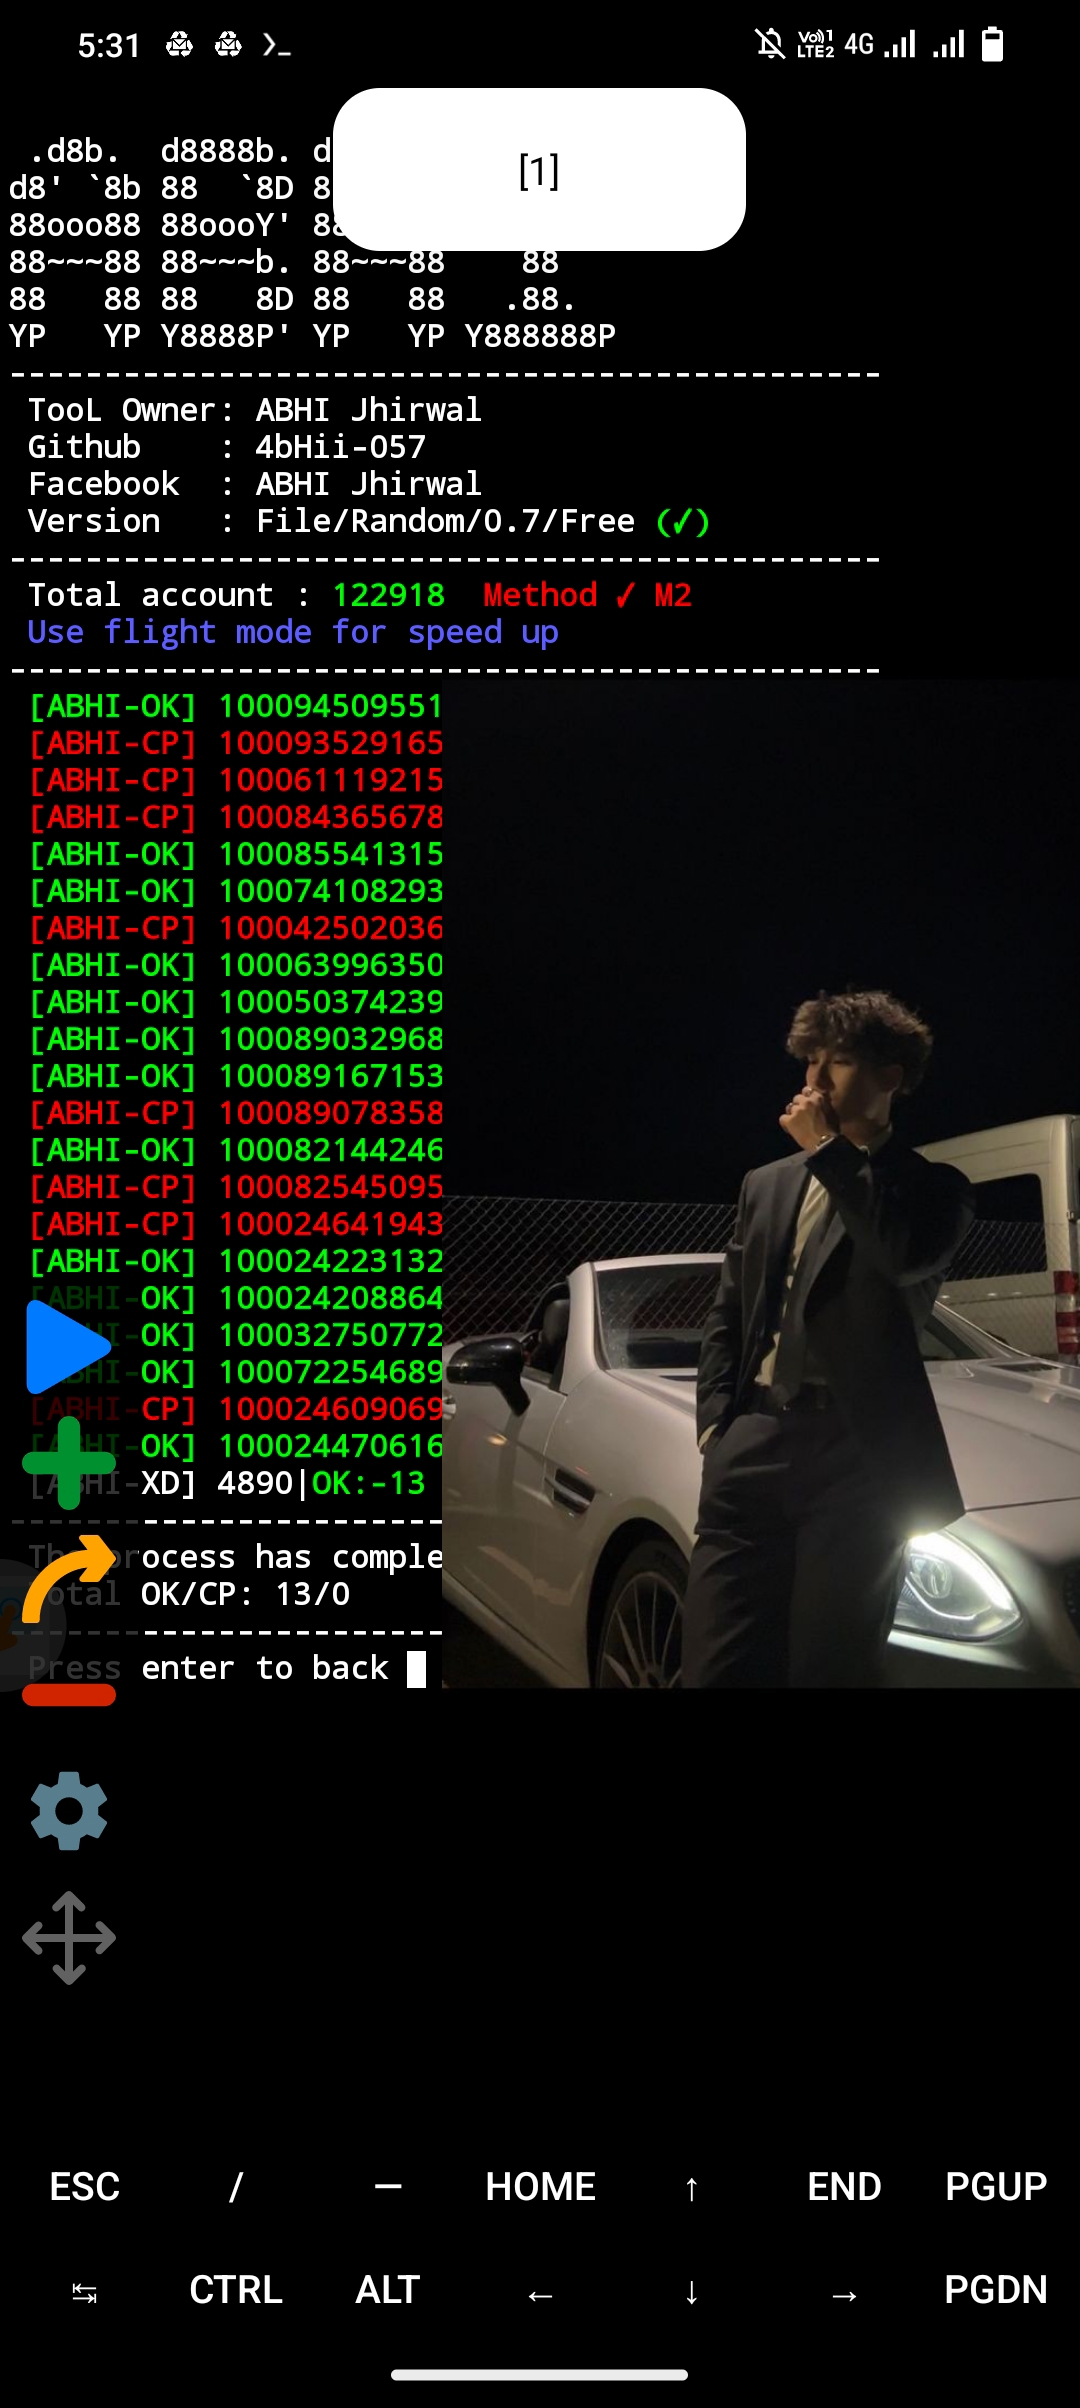 5:31
Vo)) 1
LTE2 4G
[1]
.d8b.  d8888b. d
d8' `8b 88  `8D 8
88ooo88 88oooY' 88
88~~~88 88~~~b. 88~~~88    88
88   88 88   8D 88   88   .88.
YP   YP Y8888P' YP   YP Y888888P
----------------------------------------------
TooL Owner: ABHI Jhirwal
Github    : 4bHii-057
Facebook  : ABHI Jhirwal
Version   : File/Random/0.7/Free (✓)
----------------------------------------------
Total account : 122918  Method ✓ M2
Use flight mode for speed up
----------------------------------------------
[ABHI-OK] 100094509551
[ABHI-CP] 100093529165
[ABHI-CP] 100061119215
[ABHI-CP] 100084365678
[ABHI-OK] 100085541315
[ABHI-OK] 100074108293
[ABHI-CP] 100042502036
[ABHI-OK] 100063996350
[ABHI-OK] 100050374239
[ABHI-OK] 100089032968
[ABHI-OK] 100089167153
[ABHI-CP] 100089078358
[ABHI-OK] 100082144246
[ABHI-CP] 100082545095
[ABHI-CP] 100024641943
[ABHI-OK] 100024223132
[ABHI-OK] 100024208864
-OK] 100032750772
-OK] 100072254689
[ABHI-CP] 100024609069
-OK] 100024470616
[ABHI-XD] 4890|OK:-13
The process has comple
Total OK/CP: 13/0
Press enter to back
ESC / — HOME ↑ END PGUP
↹ CTRL ALT ← ↓ → PGDN